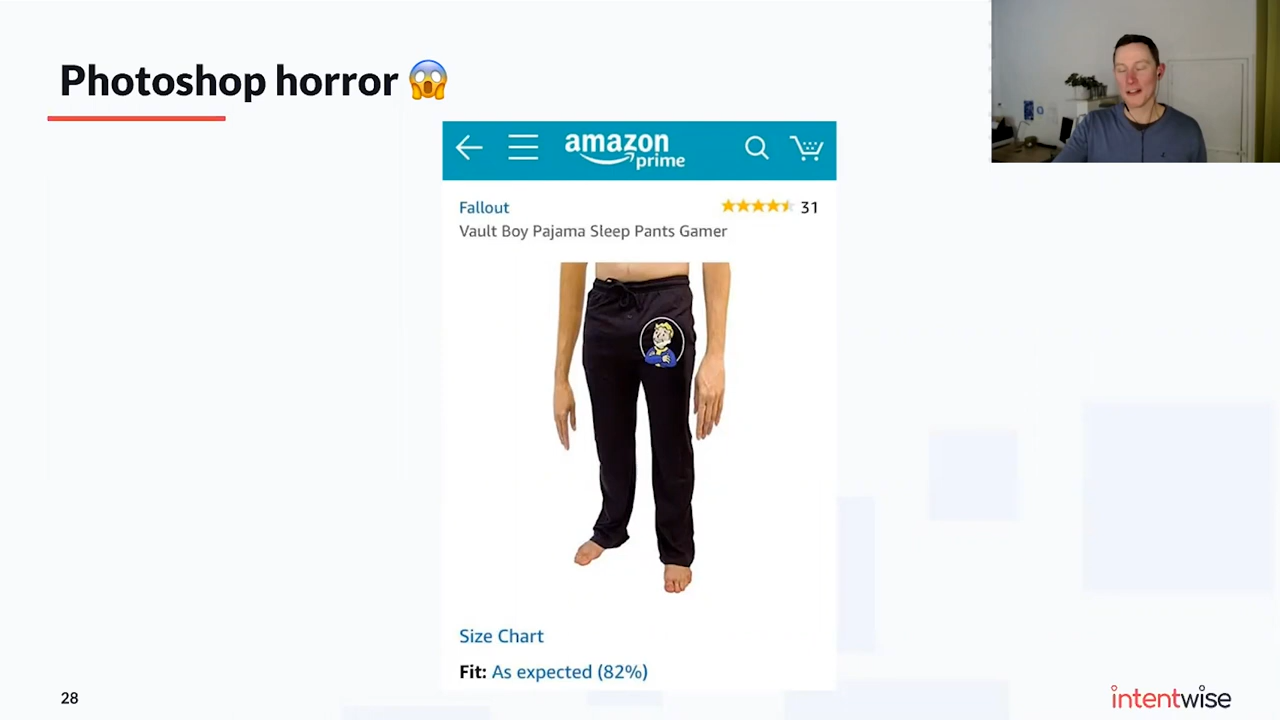 Photoshop horror 😱
amazon
prime
Fallout
31
Vault Boy Pajama Sleep Pants Gamer
Size Chart
Fit: As expected (82%)
28
intentwise